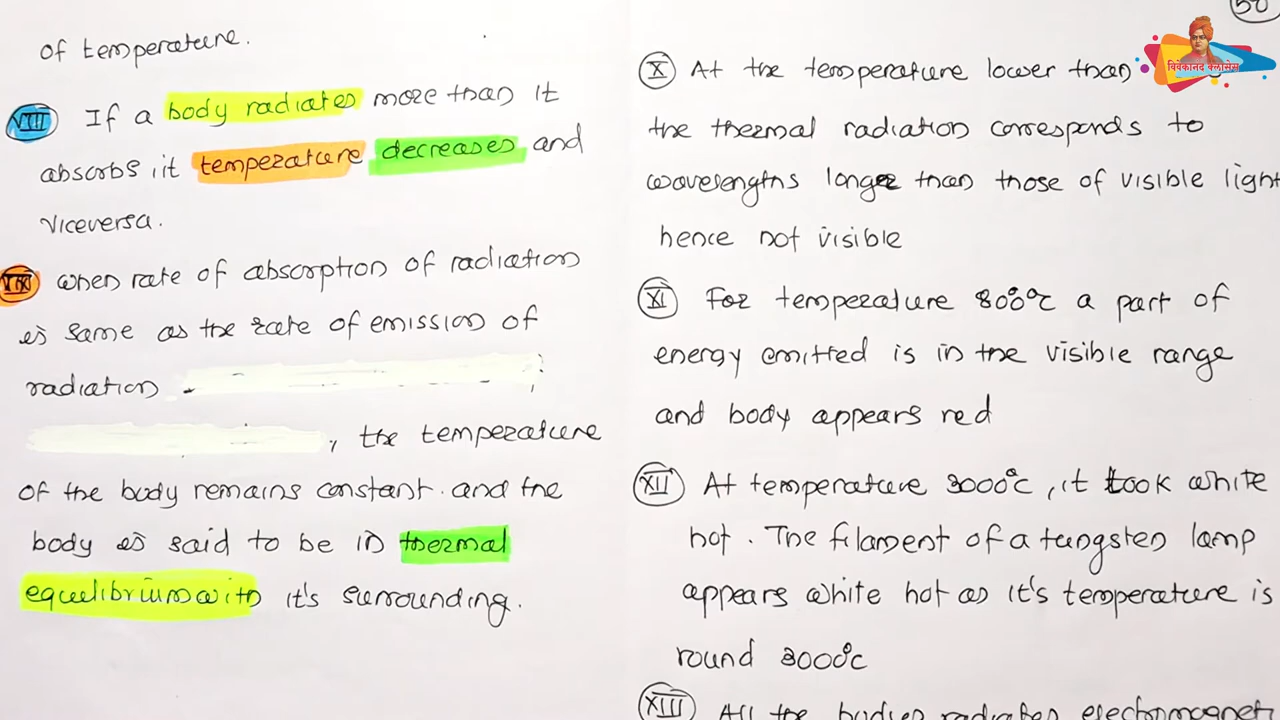 of temperature.
VIII If a body radiates more than it
absorbs, it temperature decreases and
viceversa.
IX when rate of absorption of radiation
is same as the rate of emission of
radiation
, the temperature
of the body remains constant. and the
body is said to be in thermal
equilibrium with it's surrounding.
50
विवेकानंद क्लासेस
X At the temperature lower than
the thermal radiation corresponds to
wavelengths longer than those of visible light
hence not visible
XI For temperature 800°c a part of
energy emitted is in the visible range
and body appears red
XII At temperature 3000°c, it took white
hot. The filament of a tungsten lamp
appears white hot as it's temperature is
round 3000°c
XIII All the bodies radiates electromagnet